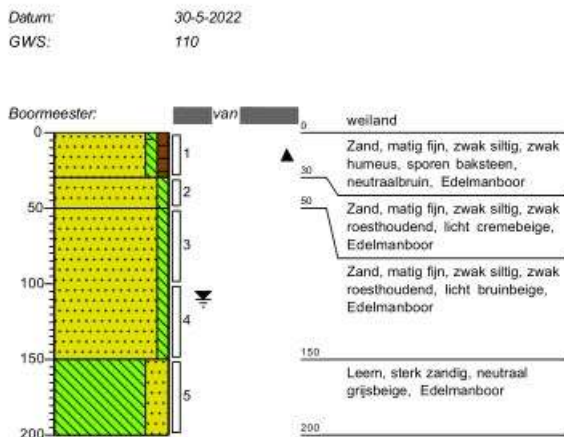 Datum: 30-5-2022
GWS: 110
Boormeester: van
0
50
100
150
200
1
2
3
4
5
0 weiland
Zand, matig fijn, zwak siltig, zwak
humeus, sporen baksteen,
neutraalbruin, Edelmanboor
30
50
Zand, matig fijn, zwak siltig, zwak
roesthoudend, licht cremebeige,
Edelmanboor
Zand, matig fijn, zwak siltig, zwak
roesthoudend, licht bruinbeige,
Edelmanboor
150
Leem, sterk zandig, neutraal
grijsbeige, Edelmanboor
200